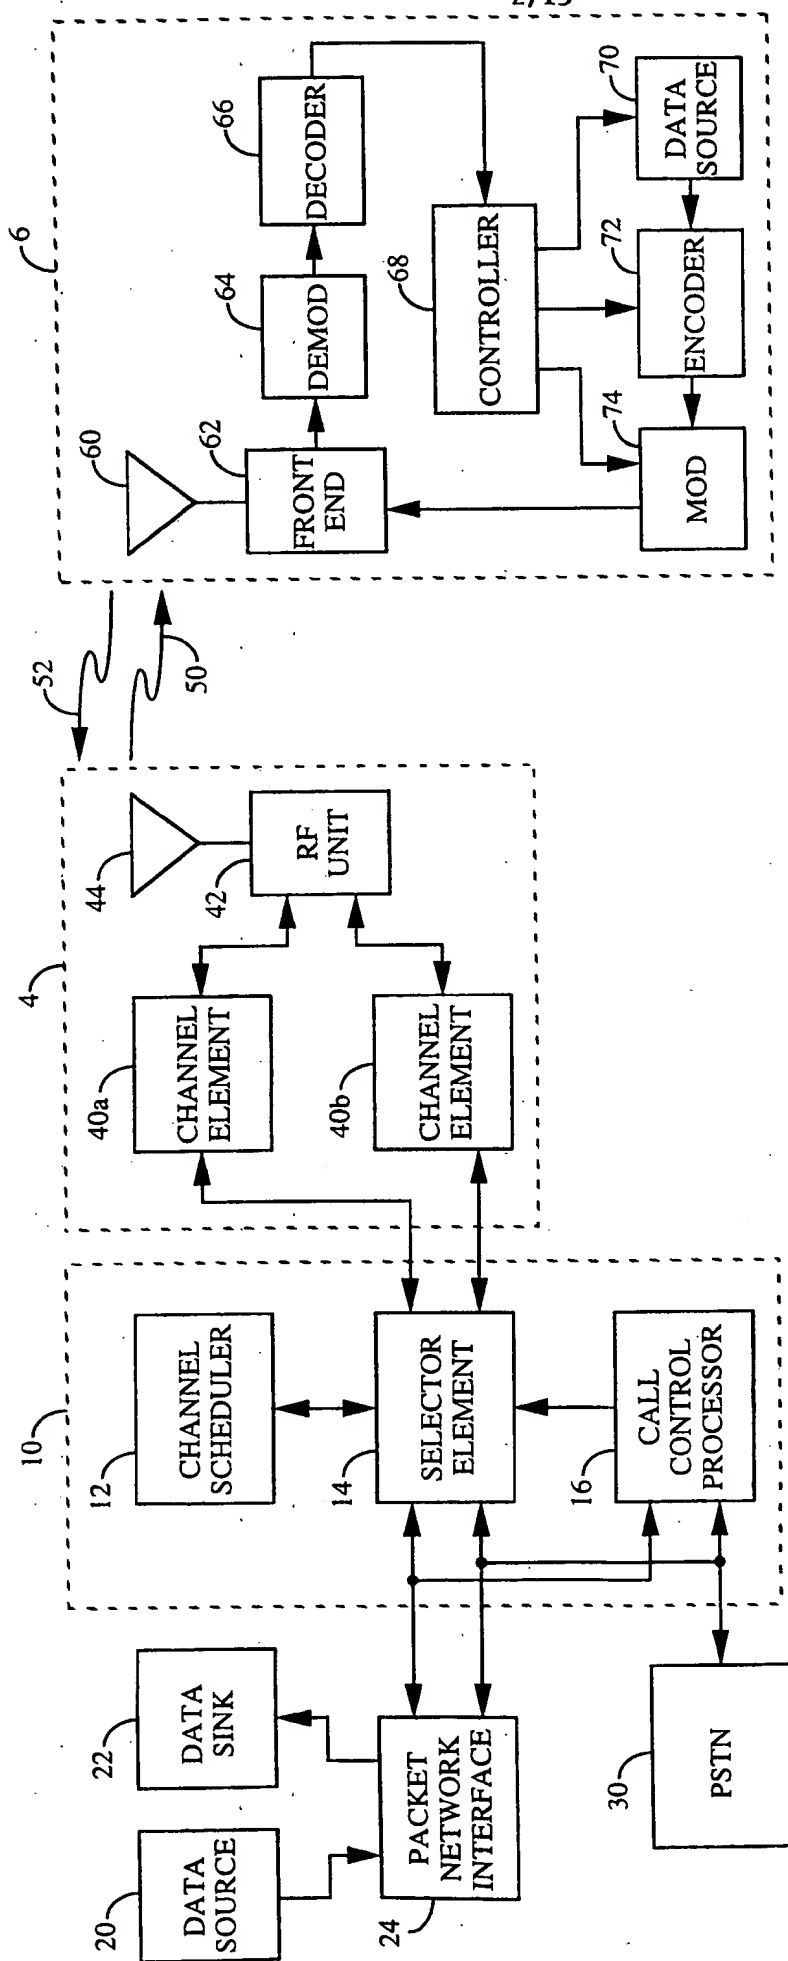 2/13
6
66
DECODER
64
DEMOD
60
62
FRONT
END
68
CONTROLLER
70
DATA
SOURCE
72
ENCODER
74
MOD
52
50
4
44
42
RF
UNIT
40a
CHANNEL
ELEMENT
40b
CHANNEL
ELEMENT
10
12
CHANNEL
SCHEDULER
14
SELECTOR
ELEMENT
16
CALL
CONTROL
PROCESSOR
22
DATA
SINK
20
DATA
SOURCE
24
PACKET
NETWORK
INTERFACE
30
PSTN